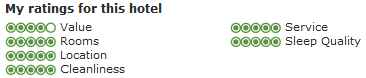 My ratings for this hotel
Value
Service
Rooms
Sleep Quality
Location
Cleanliness